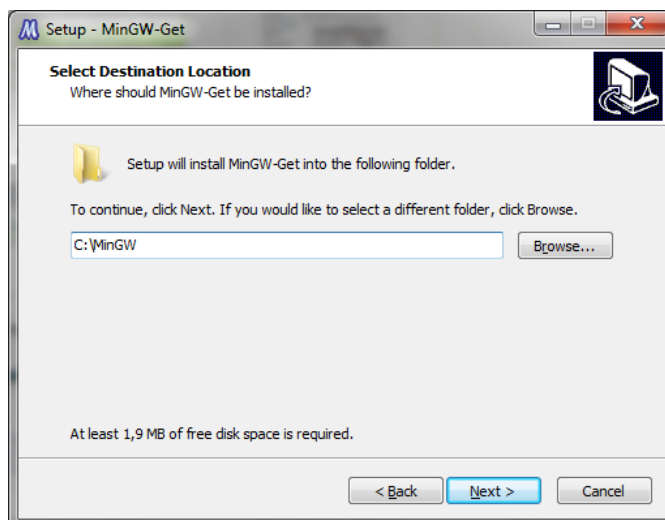 Setup - MinGW-Get
Select Destination Location
Where should MinGW-Get be installed?
Setup will install MinGW-Get into the following folder.
To continue, click Next. If you would like to select a different folder, click Browse.
C:\MinGW
Browse...
At least 1,9 MB of free disk space is required.
< Back
Next >
Cancel